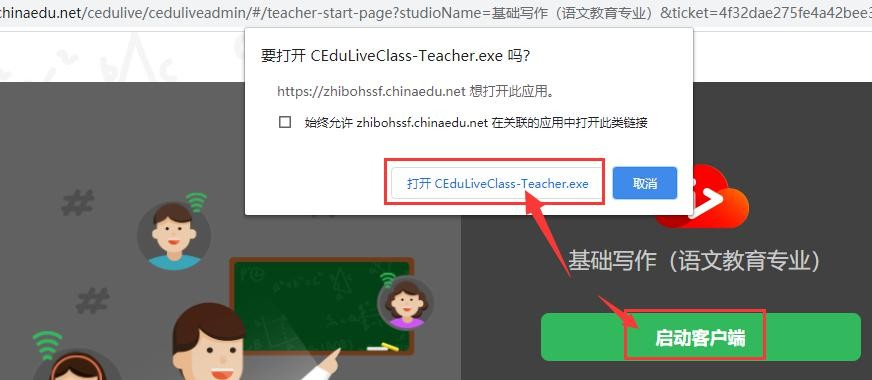 chinaedu.net/cedulive/ceduliveadmin/#/teacher-start-page?studioName=基础写作（语文教育专业）&ticket=4f32dae275fe4a42bee3
要打开 CEduLiveClass-Teacher.exe 吗？
https://zhibohssf.chinaedu.net 想打开此应用。
始终允许 zhibohssf.chinaedu.net 在关联的应用中打开此类链接
打开 CEduLiveClass-Teacher.exe
取消
基础写作（语文教育专业）
启动客户端